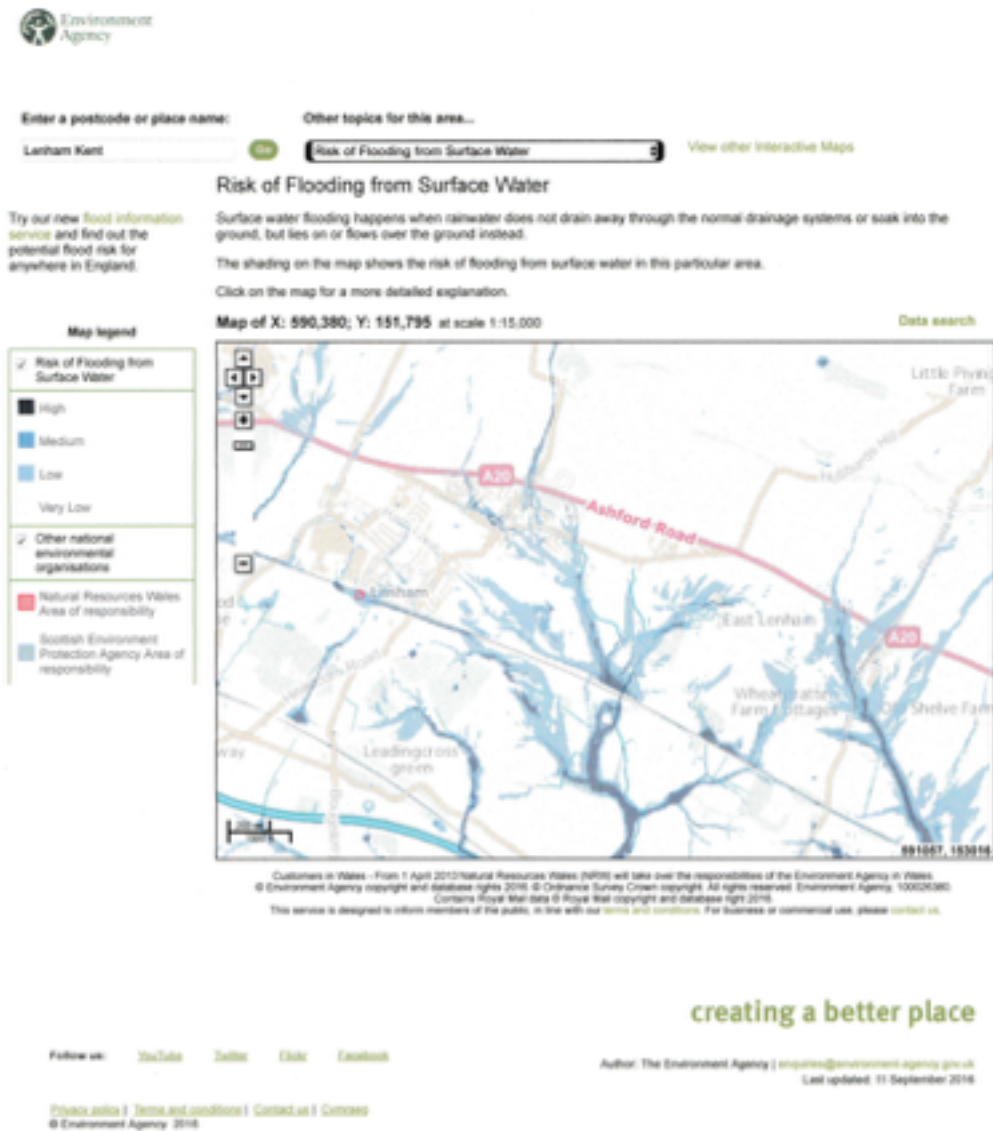 Environment
Agency
Enter a postcode or place name:
Other topics for this area...
Lenham Kent
Go
Risk of Flooding from Surface Water
View other Interactive Maps
Risk of Flooding from Surface Water
Try our new flood information
service and find out the
potential flood risk for
anywhere in England.
Surface water flooding happens when rainwater does not drain away through the normal drainage systems or soak into the
ground, but lies on or flows over the ground instead.
The shading on the map shows the risk of flooding from surface water in this particular area.
Click on the map for a more detailed explanation.
Map of X: 590,380; Y: 151,795 at scale 1:15,000
Data search
Map legend
Risk of Flooding from
Surface Water
High
Medium
Low
Very Low
Other national
environmental
organisations
Natural Resources Wales
Area of responsibility
Scottish Environment
Protection Agency Area of
responsibility
Little Piving
Farm
Hubbards Hill
A20
Ashford Road
Lenham
East Lenham
A20
Headcorn Road
Farm Cottages
Old Shelve Farm
way
Leadingcross
green
591057, 153016
Customers in Wales - From 1 April 2013 Natural Resources Wales (NRW) will take over the responsibilities of the Environment Agency in Wales
© Environment Agency copyright and database rights 2016. © Ordnance Survey Crown copyright. All rights reserved. Environment Agency, 100026380.
Contains Royal Mail data © Royal Mail copyright and database right 2016.
This service is designed to inform members of the public, in line with our terms and conditions. For business or commercial use, please contact us.
creating a better place
Follow us: YouTube Twitter Flickr Facebook
Author: The Environment Agency | enquiries@environment-agency.gov.uk
Last updated: 11 September 2016
Privacy policy | Terms and conditions | Contact us | Cymraeg
© Environment Agency 2016